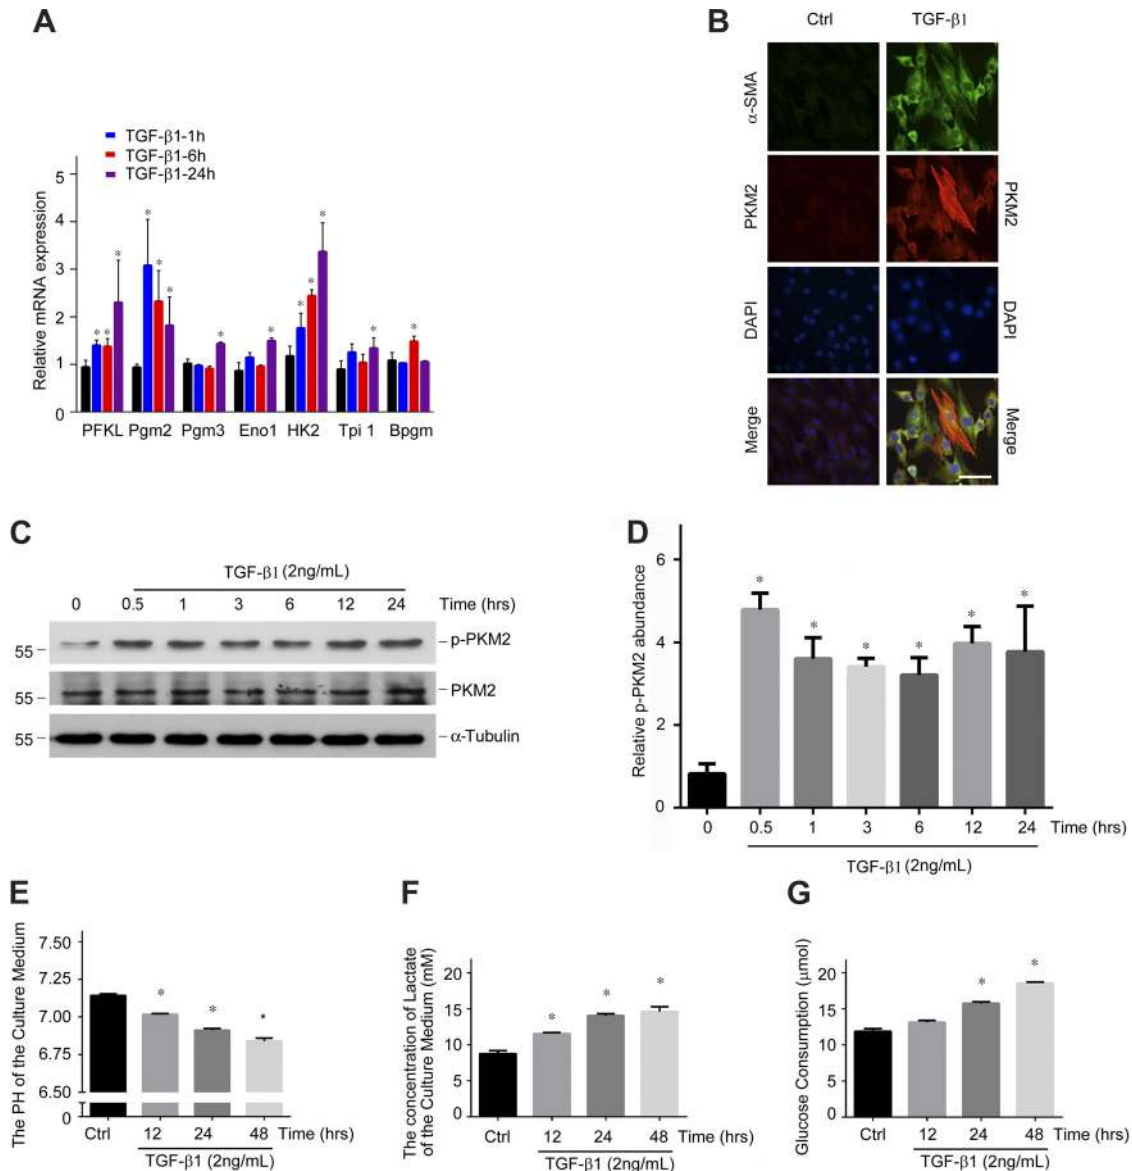 A
TGF-β1-1h
TGF-β1-6h
TGF-β1-24h
Relative mRNA expression
5
4
3
2
1
0
* * * * * * * * * * * * * *
PFKL Pgm2 Pgm3 Eno1 HK2 Tpi 1 Bpgm
B
Ctrl TGF-β1
α-SMA
PKM2 PKM2
DAPI DAPI
Merge Merge
C
TGF-β1 (2ng/mL)
0 0.5 1 3 6 12 24 Time (hrs)
55 p-PKM2
55 PKM2
55 α-Tubulin
D
Relative p-PKM2 abundance
6
4
2
0
* * * * * *
0 0.5 1 3 6 12 24 Time (hrs)
TGF-β1 (2ng/mL)
E
The PH of the Culture Medium
7.50
7.25
7.00
6.75
6.50
0
* * *
Ctrl 12 24 48 Time (hrs)
TGF-β1 (2ng/mL)
F
The concentration of Lactate
of the Culture Medium (mM)
20
15
10
5
0
* * *
Ctrl 12 24 48 Time (hrs)
TGF-β1 (2ng/mL)
G
Glucose Consumption (μmol)
20
15
10
5
0
* *
Ctrl 12 24 48 Time (hrs)
TGF-β1 (2ng/mL)